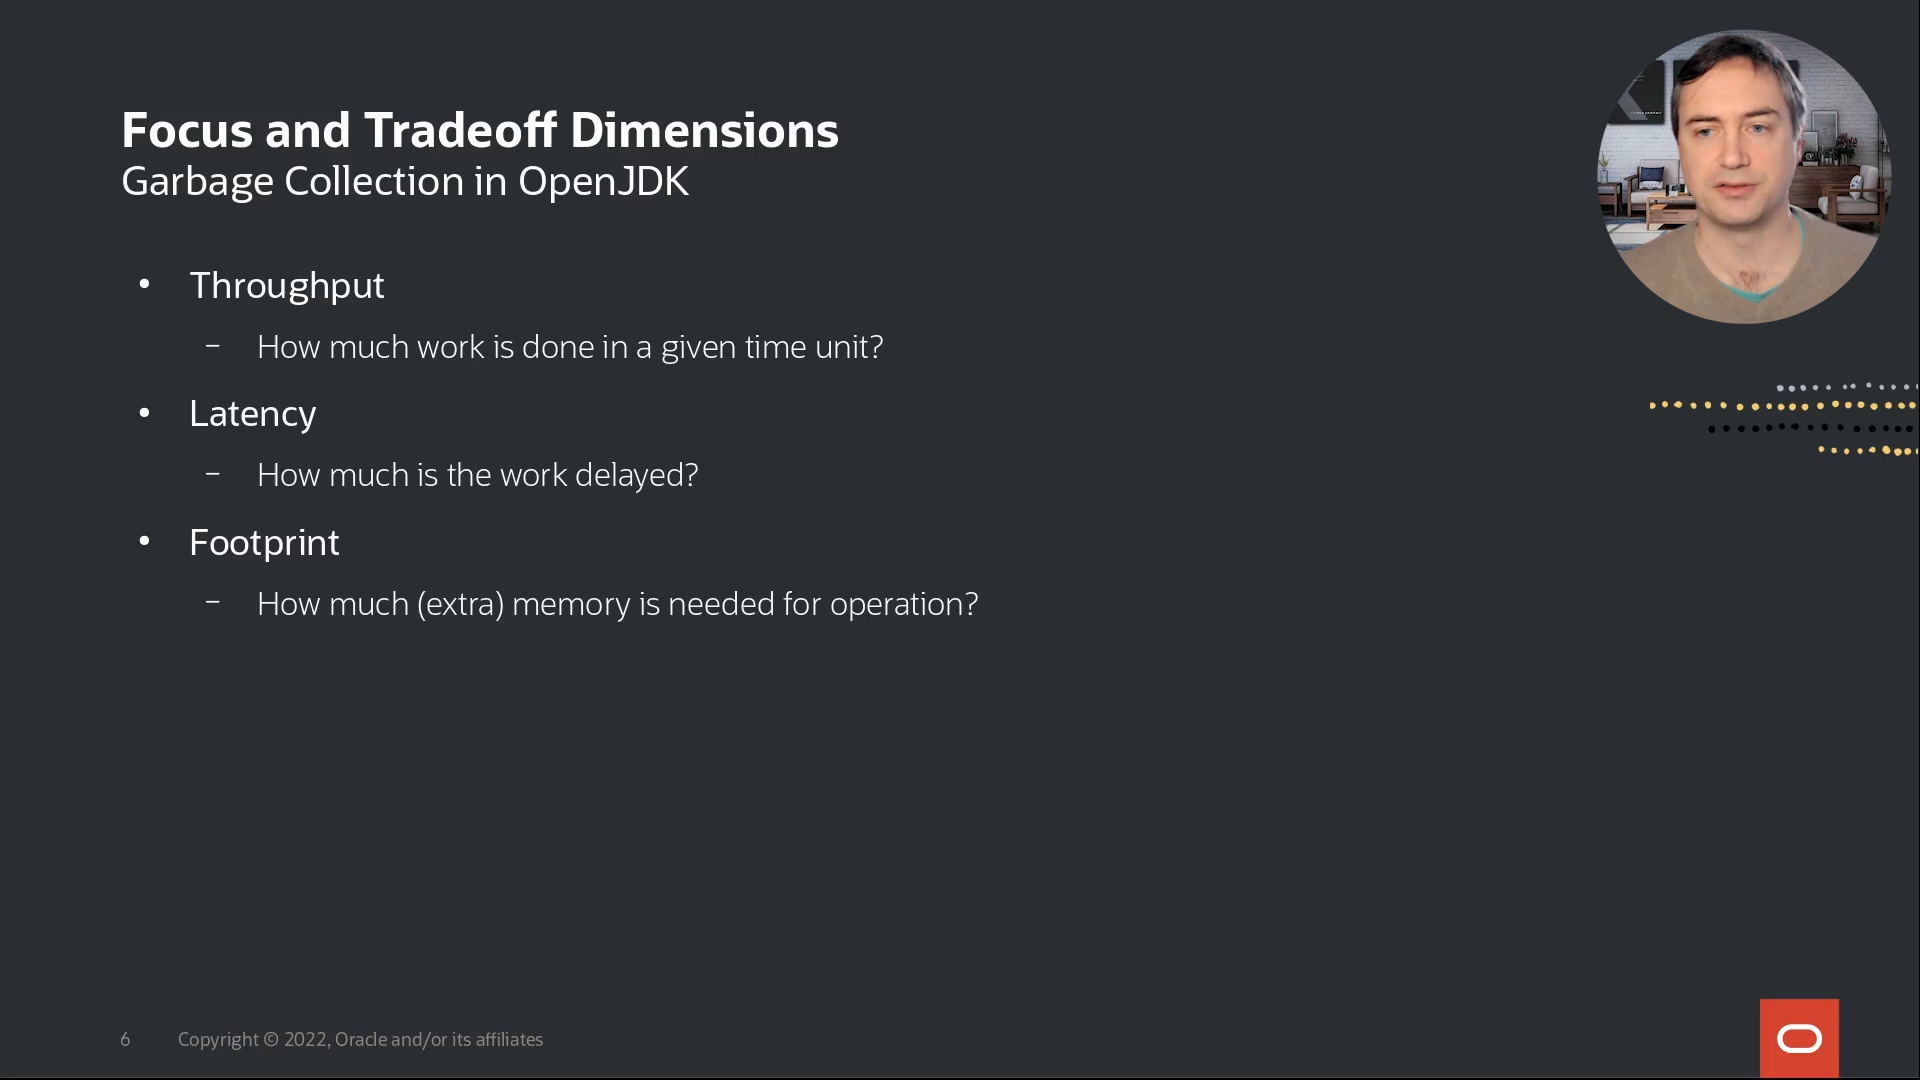 Focus and Tradeoff Dimensions
Garbage Collection in OpenJDK
• Throughput
– How much work is done in a given time unit?
• Latency
– How much is the work delayed?
• Footprint
– How much (extra) memory is needed for operation?
6 Copyright © 2022, Oracle and/or its affiliates